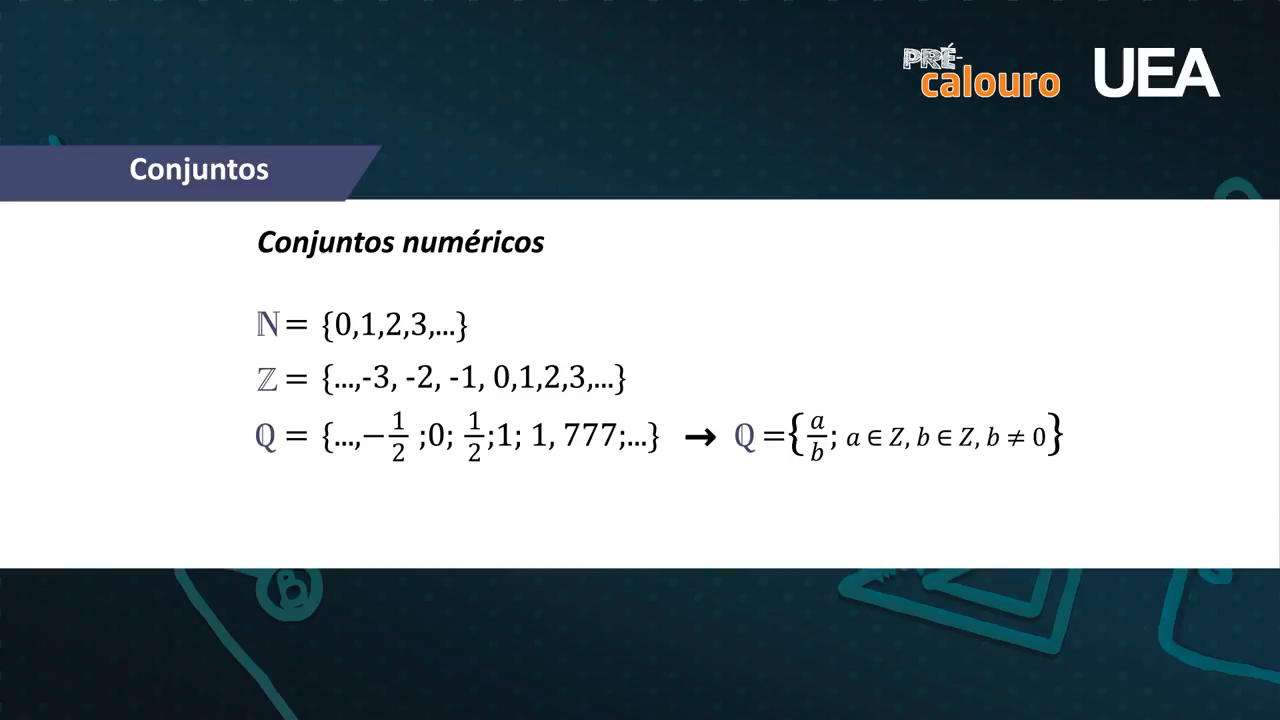 PRÉ-
calouro
UEA
Conjuntos
Conjuntos numéricos
ℕ = {0,1,2,3,...}
ℤ = {...,-3, -2, -1, 0,1,2,3,...}
ℚ = {...,−1/2 ;0; 1/2;1; 1, 777;...} → ℚ ={a/b; a ∈ Z, b ∈ Z, b ≠ 0}
B